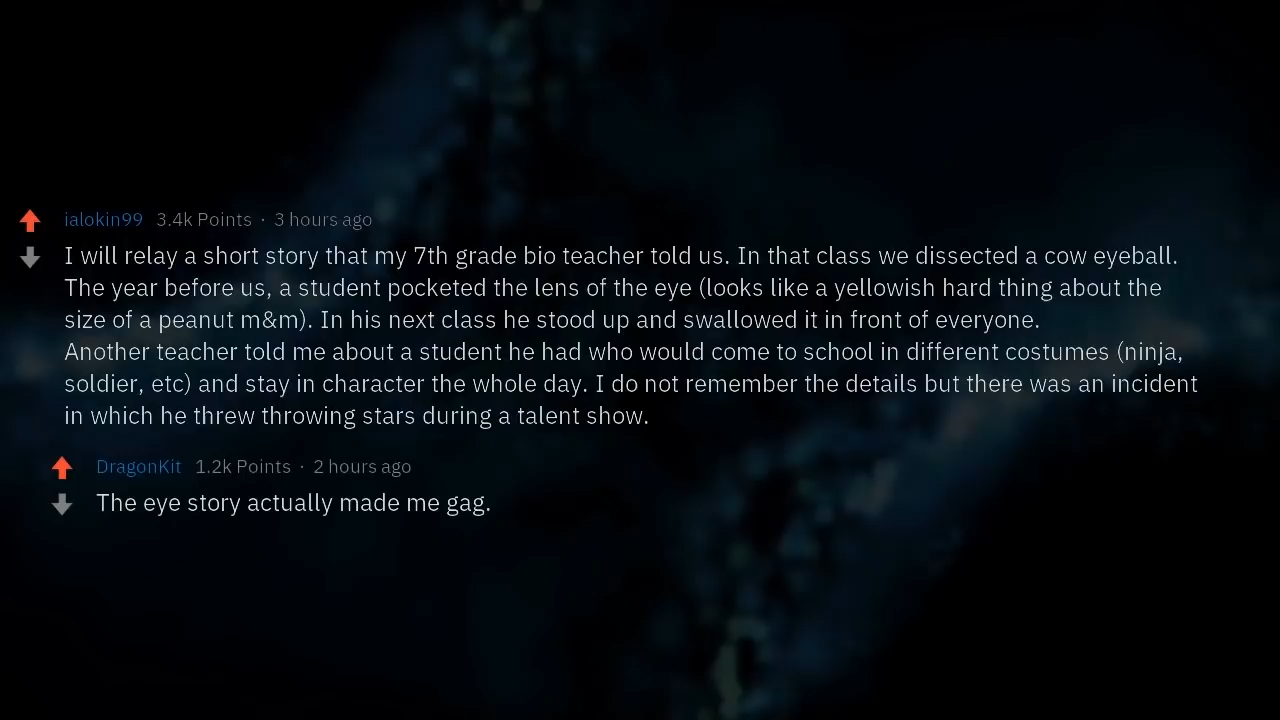 ialokin99 3.4k Points · 3 hours ago
I will relay a short story that my 7th grade bio teacher told us. In that class we dissected a cow eyeball.
The year before us, a student pocketed the lens of the eye (looks like a yellowish hard thing about the
size of a peanut m&m). In his next class he stood up and swallowed it in front of everyone.
Another teacher told me about a student he had who would come to school in different costumes (ninja,
soldier, etc) and stay in character the whole day. I do not remember the details but there was an incident
in which he threw throwing stars during a talent show.
DragonKit 1.2k Points · 2 hours ago
The eye story actually made me gag.